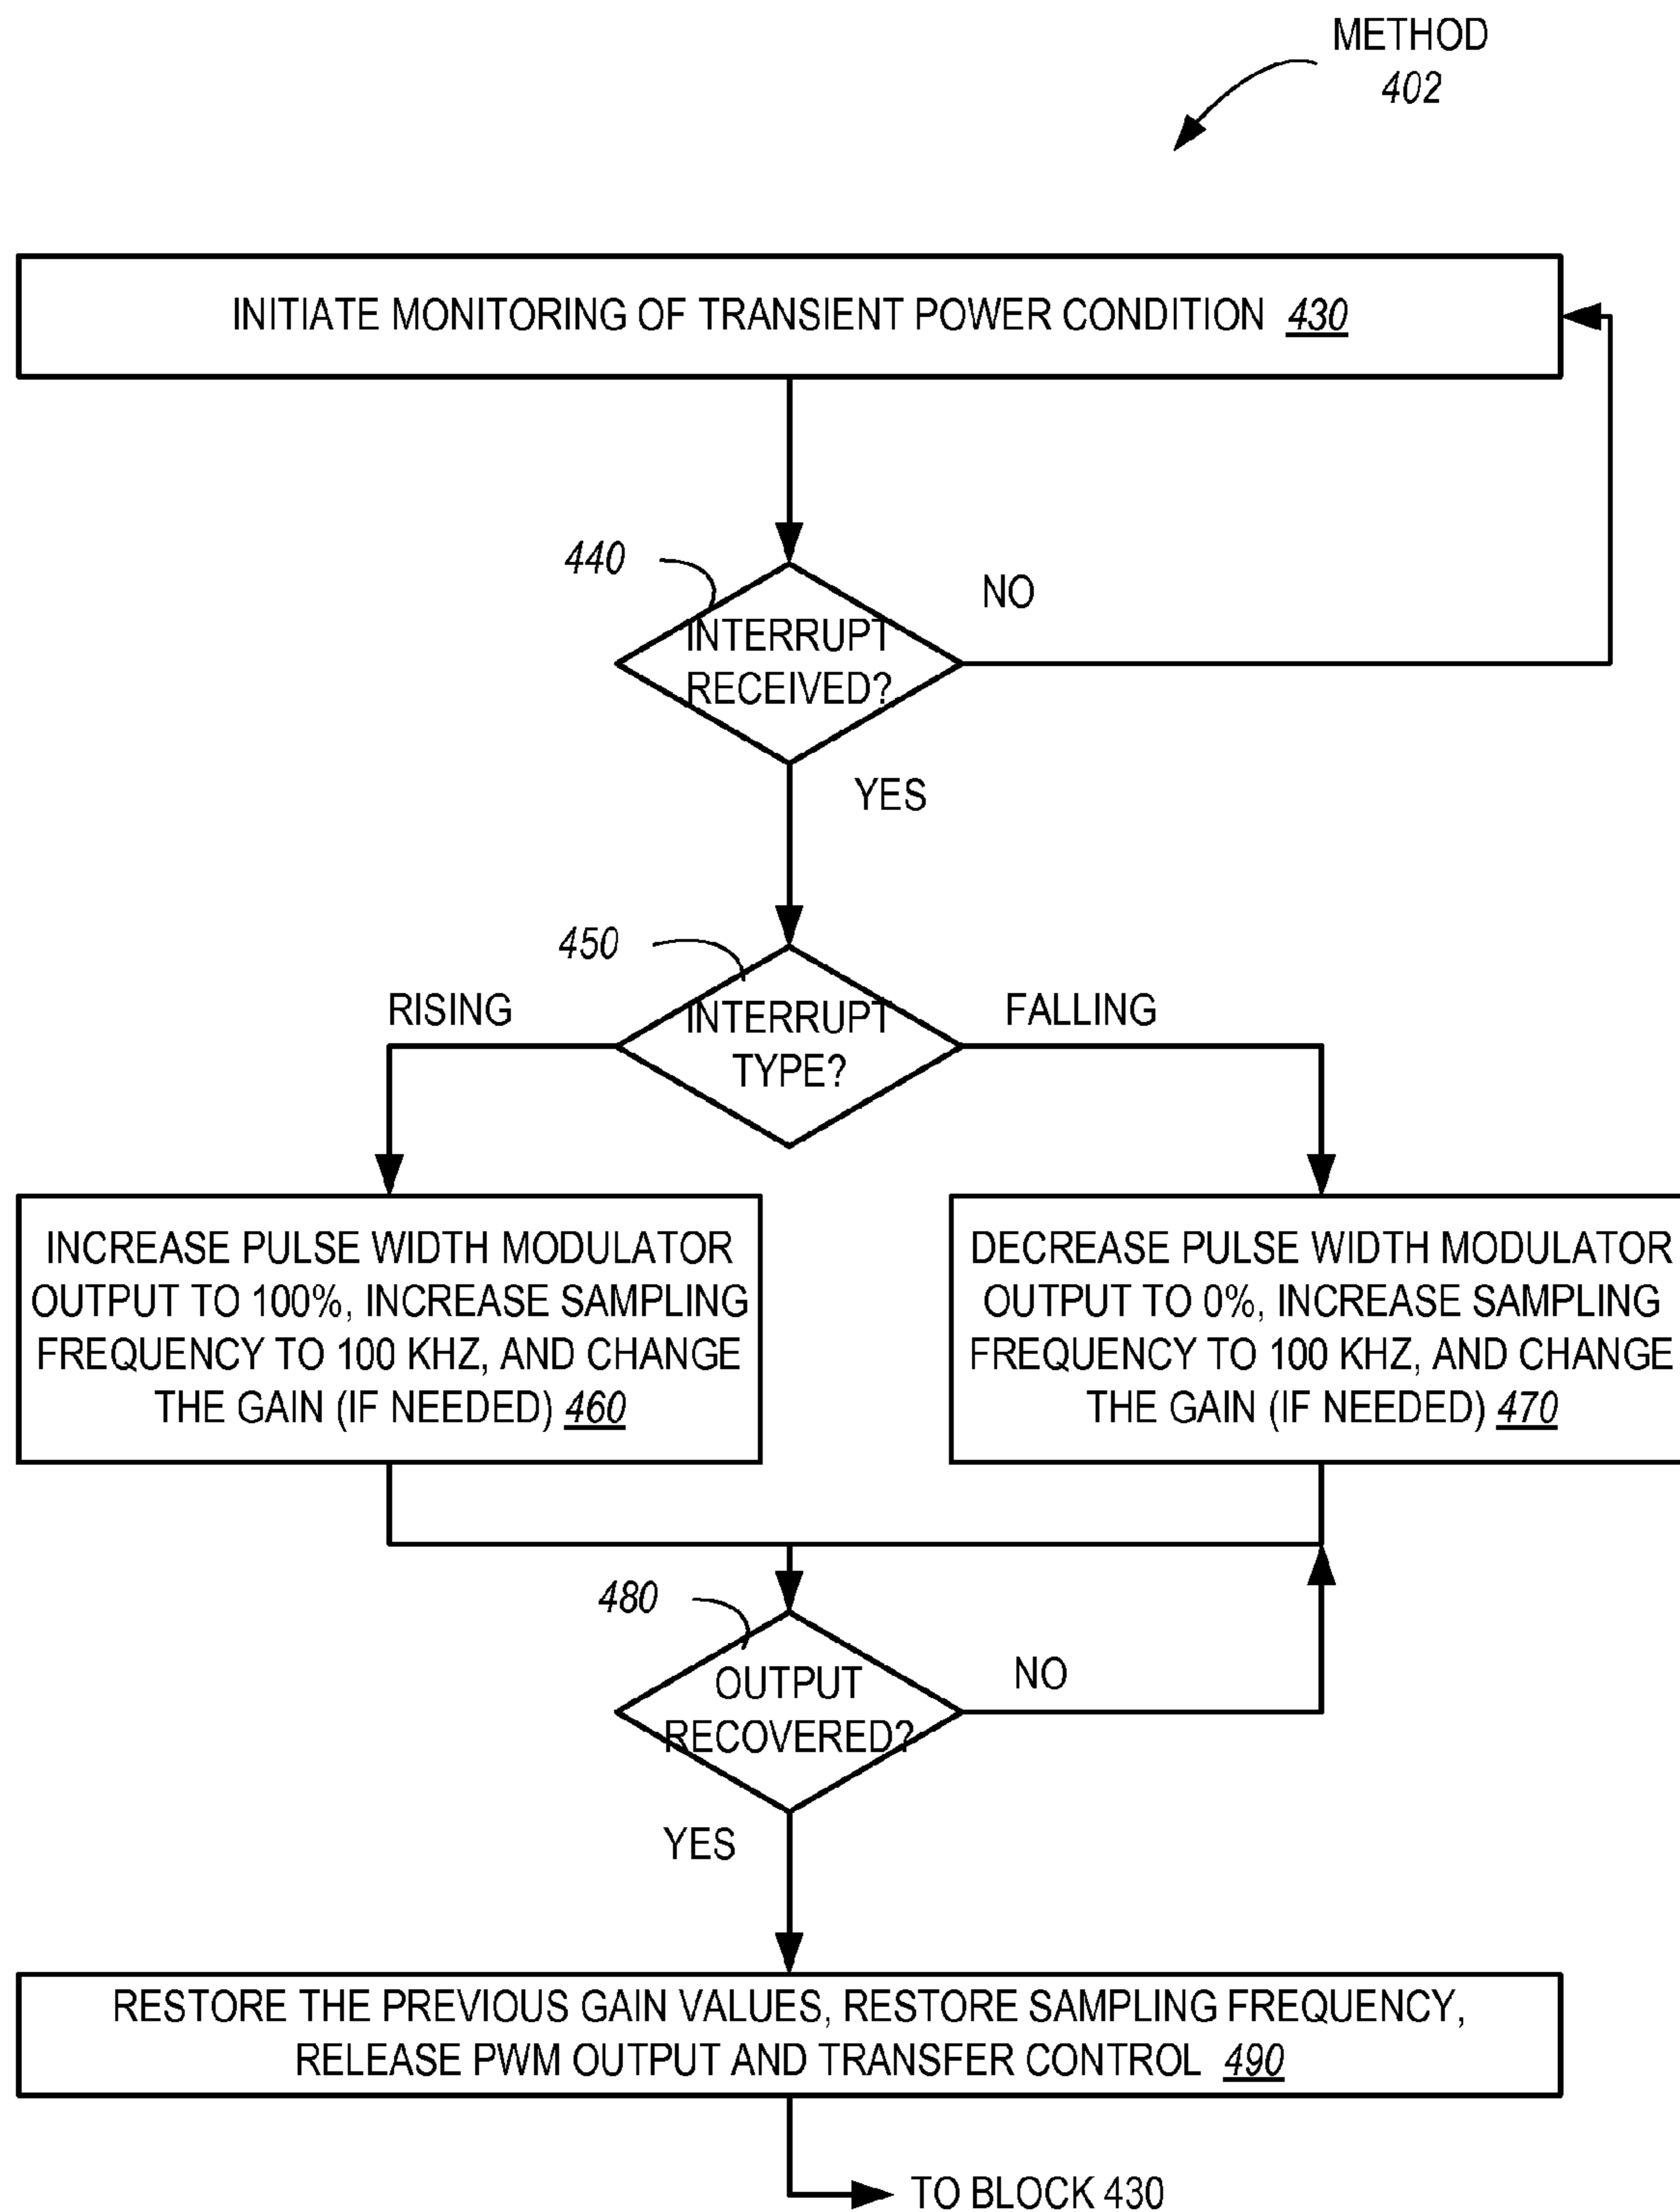 METHOD
402
INITIATE MONITORING OF TRANSIENT POWER CONDITION 430
440
INTERRUPT
RECEIVED?
NO
YES
450
INTERRUPT
TYPE?
RISING
FALLING
INCREASE PULSE WIDTH MODULATOR
OUTPUT TO 100%, INCREASE SAMPLING
FREQUENCY TO 100 KHZ, AND CHANGE
THE GAIN (IF NEEDED) 460
DECREASE PULSE WIDTH MODULATOR
OUTPUT TO 0%, INCREASE SAMPLING
FREQUENCY TO 100 KHZ, AND CHANGE
THE GAIN (IF NEEDED) 470
480
OUTPUT
RECOVERED?
NO
YES
RESTORE THE PREVIOUS GAIN VALUES, RESTORE SAMPLING FREQUENCY,
RELEASE PWM OUTPUT AND TRANSFER CONTROL 490
TO BLOCK 430